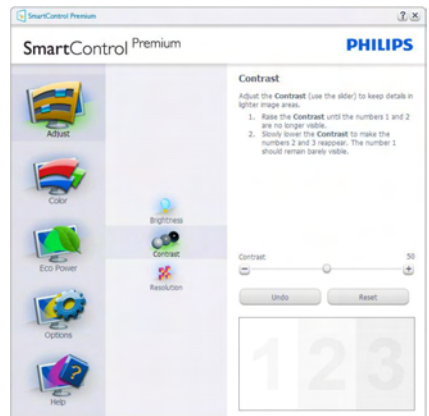 SmartControl Premium
SmartControl Premium
PHILIPS
Adjust
Color
Eco Power
Options
Help
Brightness
Contrast
Resolution
Contrast
Adjust the Contrast (use the slider) to keep details in
lighter image areas.
1. Raise the Contrast until the numbers 1 and 2
are no longer visible.
2. Slowly lower the Contrast to make the
numbers 2 and 3 reappear. The number 1
should remain barely visible.
Contrast 50
Undo Reset
1 2 3